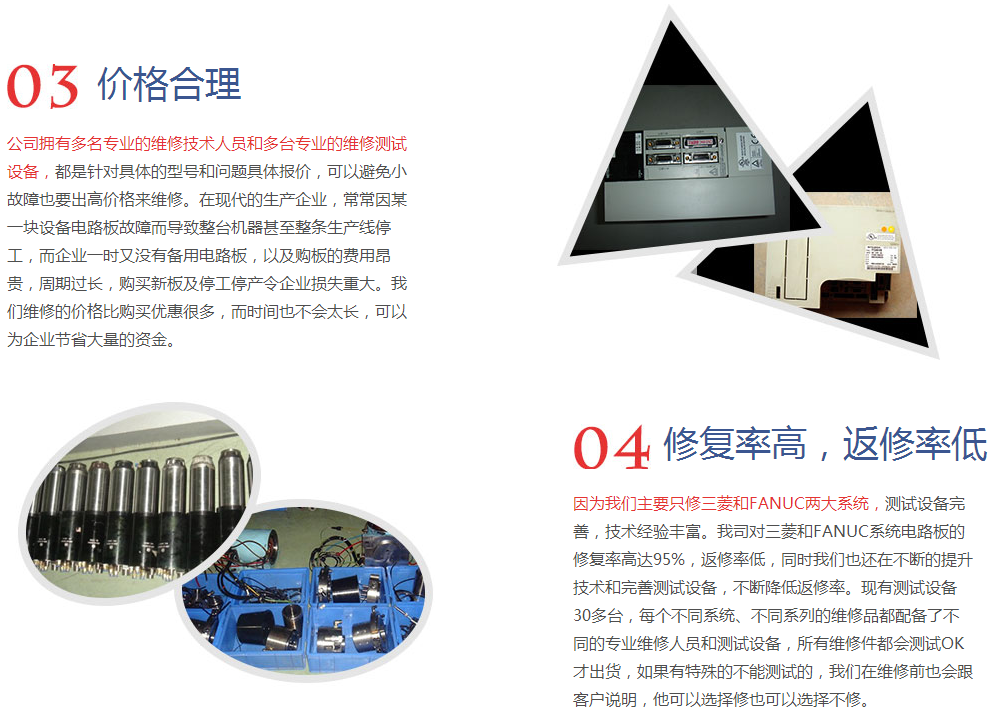 03 价格合理
公司拥有多名专业的维修技术人员和多台专业的维修测试
设备，都是针对具体的型号和问题具体报价，可以避免小
故障也要出高价格来维修。在现代的生产企业，常常因某
一块设备电路板故障而导致整台机器甚至整条生产线停
工，而企业一时又没有备用电路板，以及购板的费用昂
贵，周期过长，购买新板及停工停产令企业损失重大。我
们维修的价格比购买优惠很多，而时间也不会太长，可以
为企业节省大量的资金。
04 修复率高，返修率低
因为我们主要只修三菱和FANUC两大系统，测试设备完
善，技术经验丰富。我司对三菱和FANUC系统电路板的
修复率高达95%，返修率低，同时我们也还在不断的提升
技术和完善测试设备，不断降低返修率。现有测试设备
30多台，每个不同系统、不同系列的维修品都配备了不
同的专业维修人员和测试设备，所有维修件都会测试OK
才出货，如果有特殊的不能测试的，我们在维修前也会跟
客户说明，他可以选择修也可以选择不修。